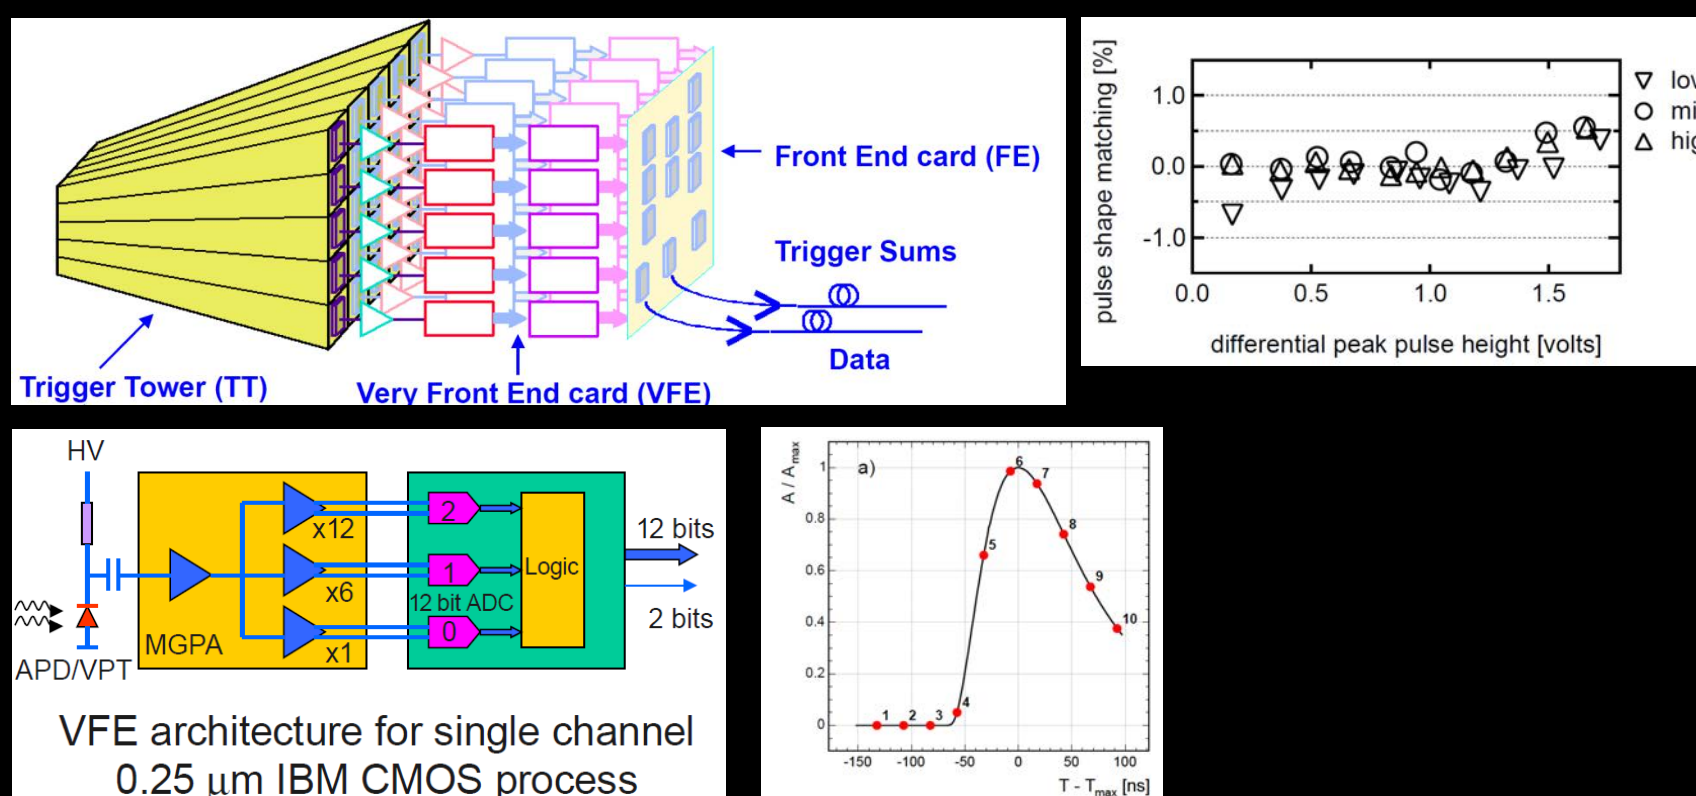 Front End card (FE)
Trigger Sums
Data
Trigger Tower (TT)
Very Front End card (VFE)
pulse shape matching [%]
1.0
0.0
-1.0
0.0 0.5 1.0 1.5
differential peak pulse height [volts]
HV
x12
x6
x1
MGPA
APD/VPT
2
1
12 bit ADC
0
Logic
12 bits
2 bits
VFE architecture for single channel
0.25 μm IBM CMOS process
a)
A / Amax
1
0.8
0.6
0.4
0.2
0
1 2 3 4 5 6 7 8 9 10
-150 -100 -50 0 50 100
T - Tmax [ns]